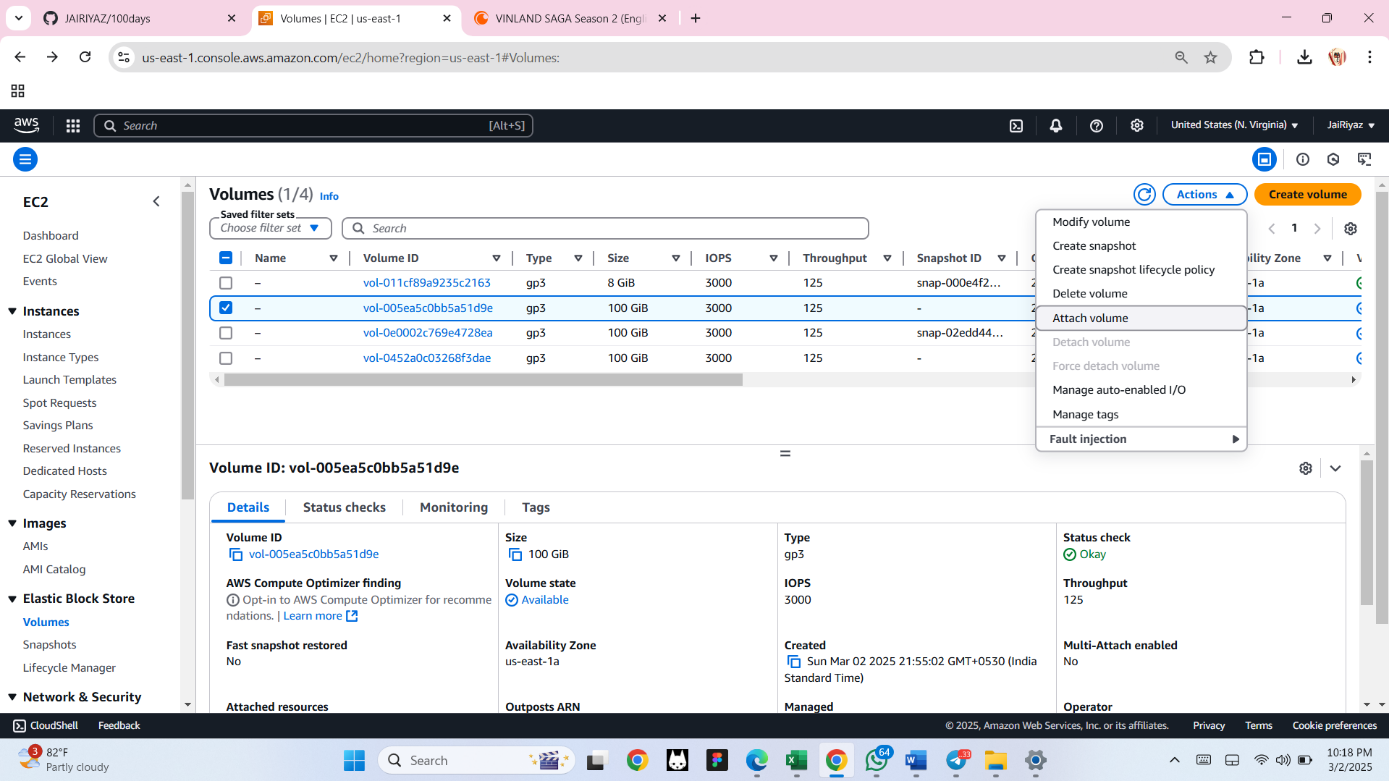 JAIRIYAZ/100days
Volumes | EC2 | us-east-1
VINLAND SAGA Season 2 (Engl
us-east-1.console.aws.amazon.com/ec2/home?region=us-east-1#Volumes:
aws
Search
[Alt+S]
United States (N. Virginia)
JaiRiyaz
EC2
Dashboard
EC2 Global View
Events
Instances
Instances
Instance Types
Launch Templates
Spot Requests
Savings Plans
Reserved Instances
Dedicated Hosts
Capacity Reservations
Images
AMIs
AMI Catalog
Elastic Block Store
Volumes
Snapshots
Lifecycle Manager
Network & Security
Volumes (1/4) Info
Actions
Create volume
Saved filter sets
Choose filter set
Search
1
Name Volume ID Type Size IOPS Throughput Snapshot ID bility Zone
– vol-011cf89a9235c2163 gp3 8 GiB 3000 125 snap-000e4f2... -1a
– vol-005ea5c0bb5a51d9e gp3 100 GiB 3000 125 - -1a
– vol-0e0002c769e4728ea gp3 100 GiB 3000 125 snap-02edd44... -1a
– vol-0452a0c03268f3dae gp3 100 GiB 3000 125 - -1a
Modify volume
Create snapshot
Create snapshot lifecycle policy
Delete volume
Attach volume
Detach volume
Force detach volume
Manage auto-enabled I/O
Manage tags
Fault injection
Volume ID: vol-005ea5c0bb5a51d9e
Details
Status checks
Monitoring
Tags
Volume ID
vol-005ea5c0bb5a51d9e
Size
100 GiB
Type
gp3
Status check
Okay
AWS Compute Optimizer finding
Opt-in to AWS Compute Optimizer for recomme
ndations. | Learn more
Volume state
Available
IOPS
3000
Throughput
125
Fast snapshot restored
No
Availability Zone
us-east-1a
Created
Sun Mar 02 2025 21:55:02 GMT+0530 (India
Standard Time)
Multi-Attach enabled
No
Attached resources
Outposts ARN
Managed
Operator
CloudShell
Feedback
© 2025, Amazon Web Services, Inc. or its affiliates.
Privacy
Terms
Cookie preferences
3
82°F
Partly cloudy
Search
64
33
10:18 PM
3/2/2025